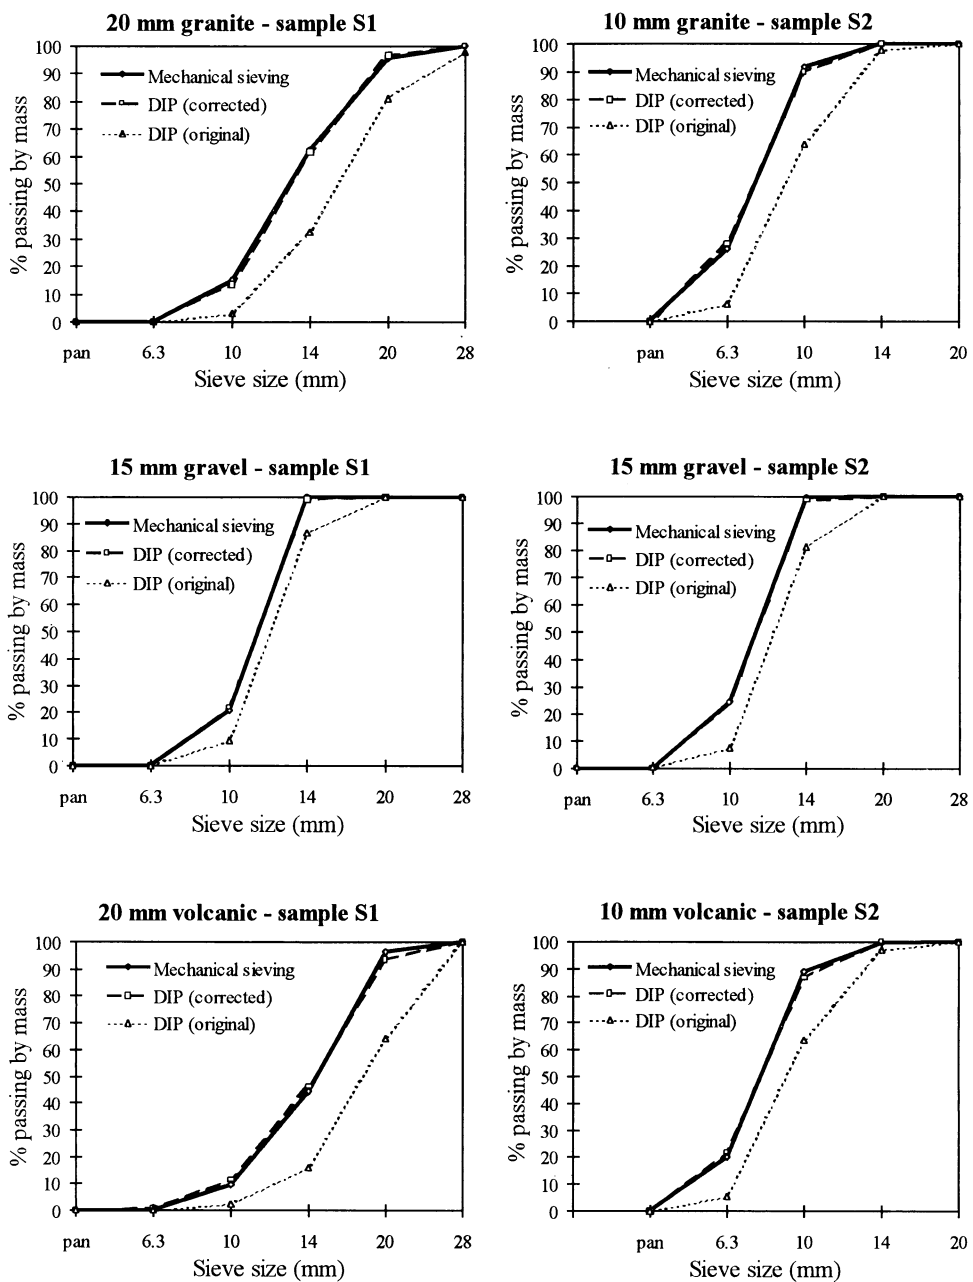 20 mm granite - sample S1
% passing by mass
100
90
80
70
60
50
40
30
20
10
0
Mechanical sieving
DIP (corrected)
DIP (original)
pan 6.3 10 14 20 28
Sieve size (mm)
10 mm granite - sample S2
% passing by mass
100
90
80
70
60
50
40
30
20
10
0
Mechanical sieving
DIP (corrected)
DIP (original)
pan 6.3 10 14 20
Sieve size (mm)
15 mm gravel - sample S1
% passing by mass
100
90
80
70
60
50
40
30
20
10
0
Mechanical sieving
DIP (corrected)
DIP (original)
pan 6.3 10 14 20 28
Sieve size (mm)
15 mm gravel - sample S2
% passing by mass
100
90
80
70
60
50
40
30
20
10
0
Mechanical sieving
DIP (corrected)
DIP (original)
pan 6.3 10 14 20 28
Sieve size (mm)
20 mm volcanic - sample S1
% passing by mass
100
90
80
70
60
50
40
30
20
10
0
Mechanical sieving
DIP (corrected)
DIP (original)
pan 6.3 10 14 20 28
Sieve size (mm)
10 mm volcanic - sample S2
% passing by mass
100
90
80
70
60
50
40
30
20
10
0
Mechanical sieving
DIP (corrected)
DIP (original)
pan 6.3 10 14 20
Sieve size (mm)